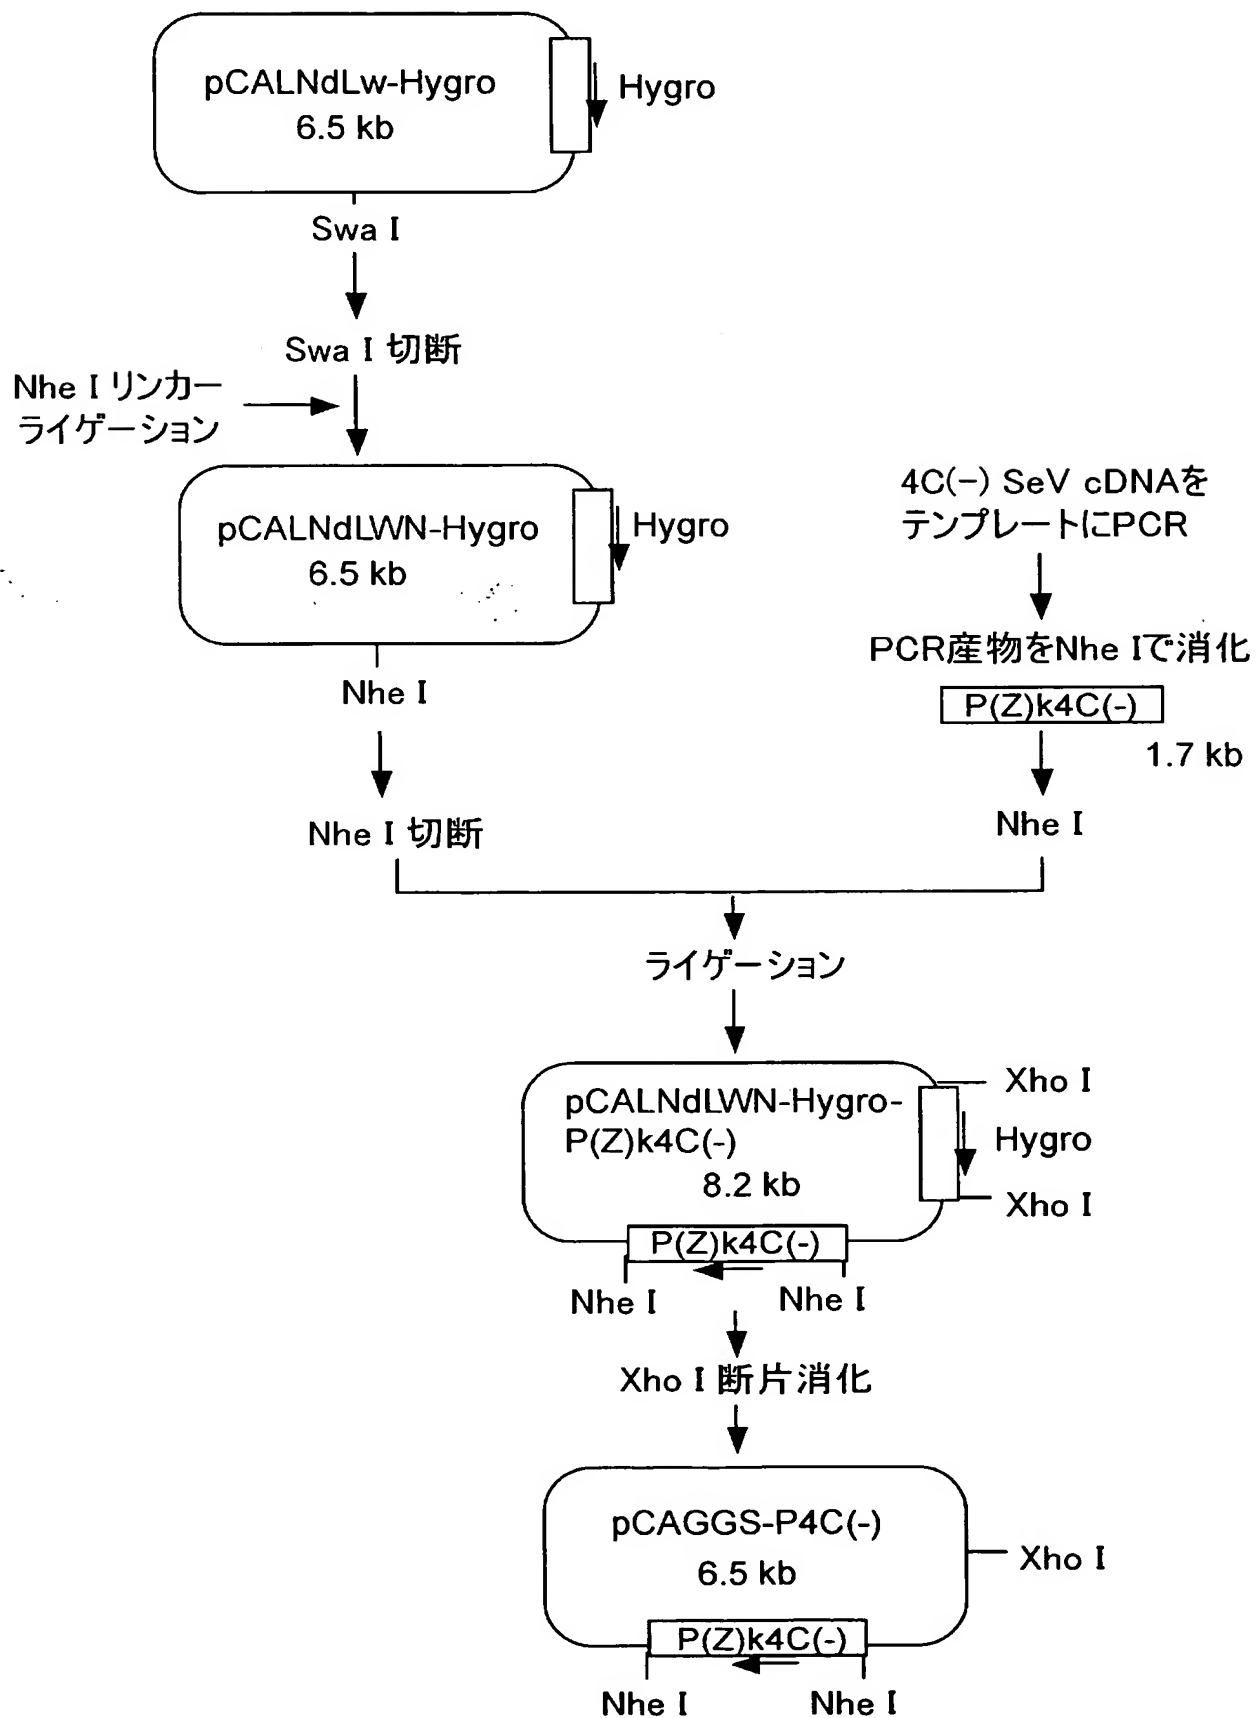 pCALNdLw-Hygro
6.5 kb
Hygro
Swa I
Swa I 切断
Nhe I リンカー
ライゲーション
pCALNdLWN-Hygro
6.5 kb
Hygro
Nhe I
Nhe I 切断
4C(-) SeV cDNAを
テンプレートにPCR
PCR産物をNhe Iで消化
P(Z)k4C(-)
1.7 kb
Nhe I
ライゲーション
pCALNdLWN-Hygro-
P(Z)k4C(-)
8.2 kb
Xho I
Hygro
Xho I
P(Z)k4C(-)
Nhe I
Nhe I
Xho I 断片消化
pCAGGS-P4C(-)
6.5 kb
Xho I
P(Z)k4C(-)
Nhe I
Nhe I